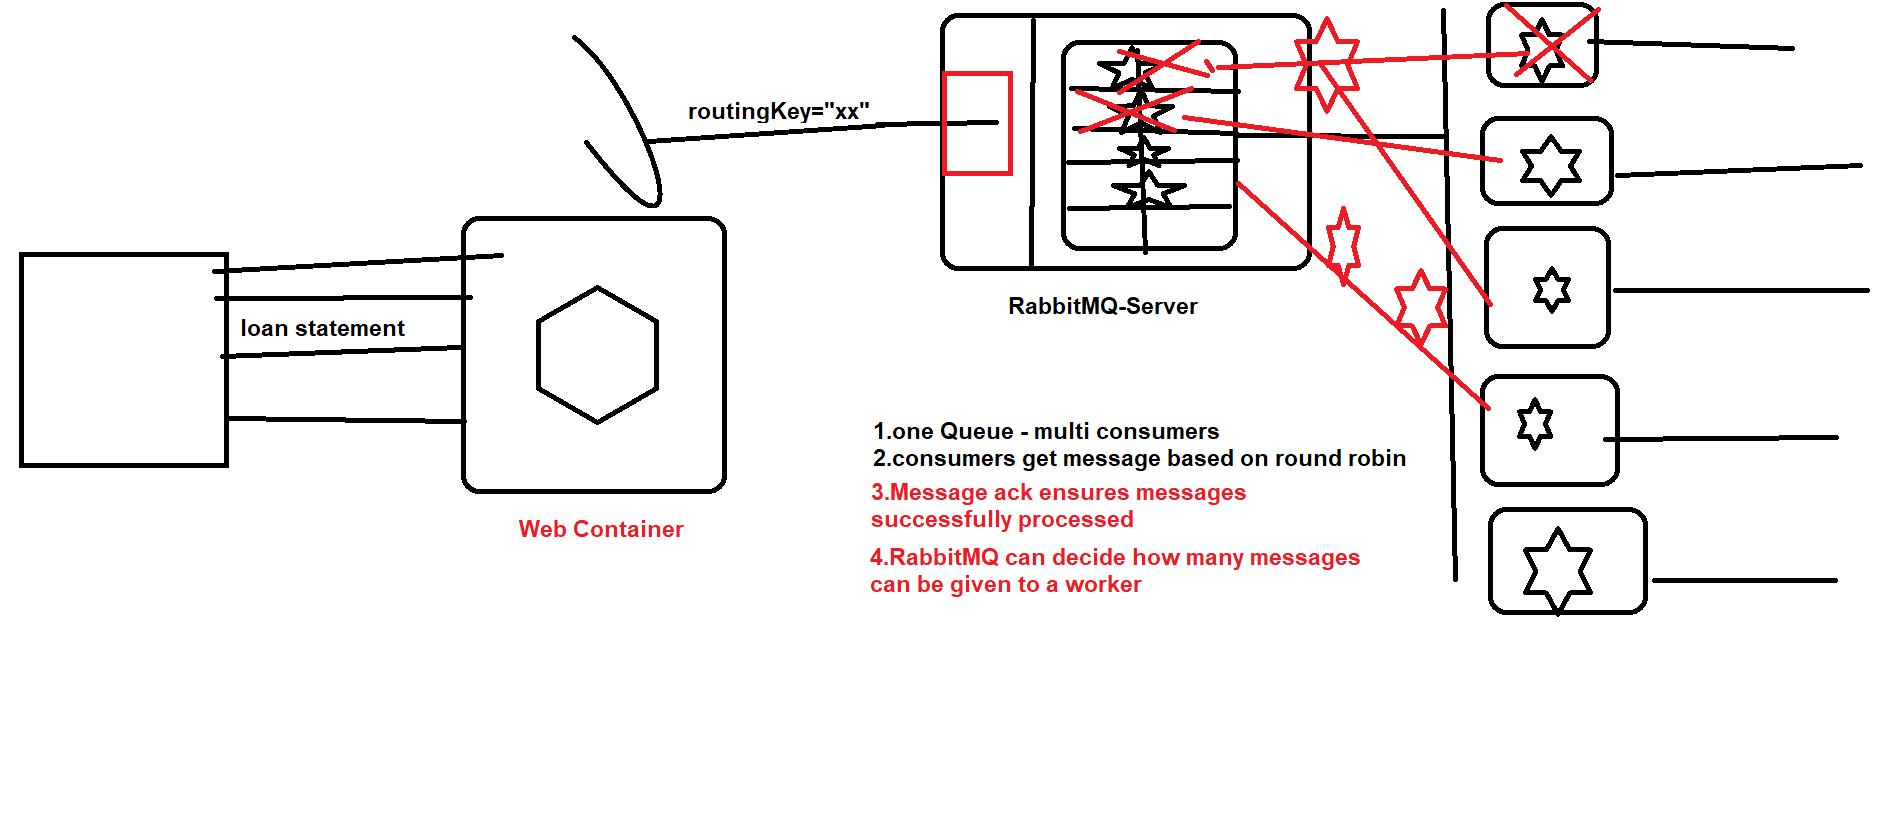 routingKey="xx"
RabbitMQ-Server
loan statement
Web Container
1.one Queue - multi consumers
2.consumers get message based on round robin
3.Message ack ensures messages
successfully processed
4.RabbitMQ can decide how many messages
can be given to a worker